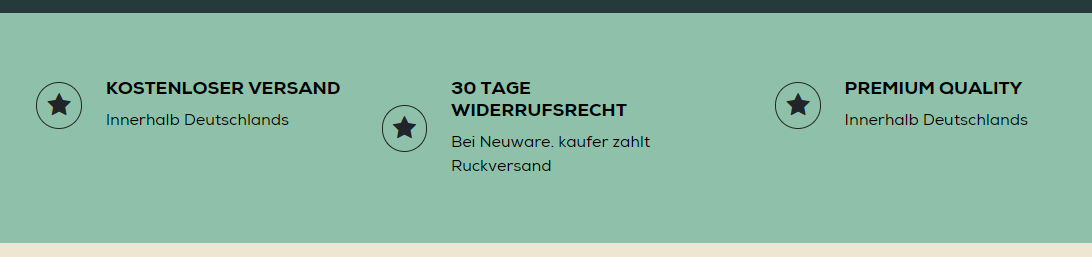 KOSTENLOSER VERSAND
Innerhalb Deutschlands
30 TAGE
WIDERRUFSRECHT
Bei Neuware. kaufer zahlt
Ruckversand
PREMIUM QUALITY
Innerhalb Deutschlands